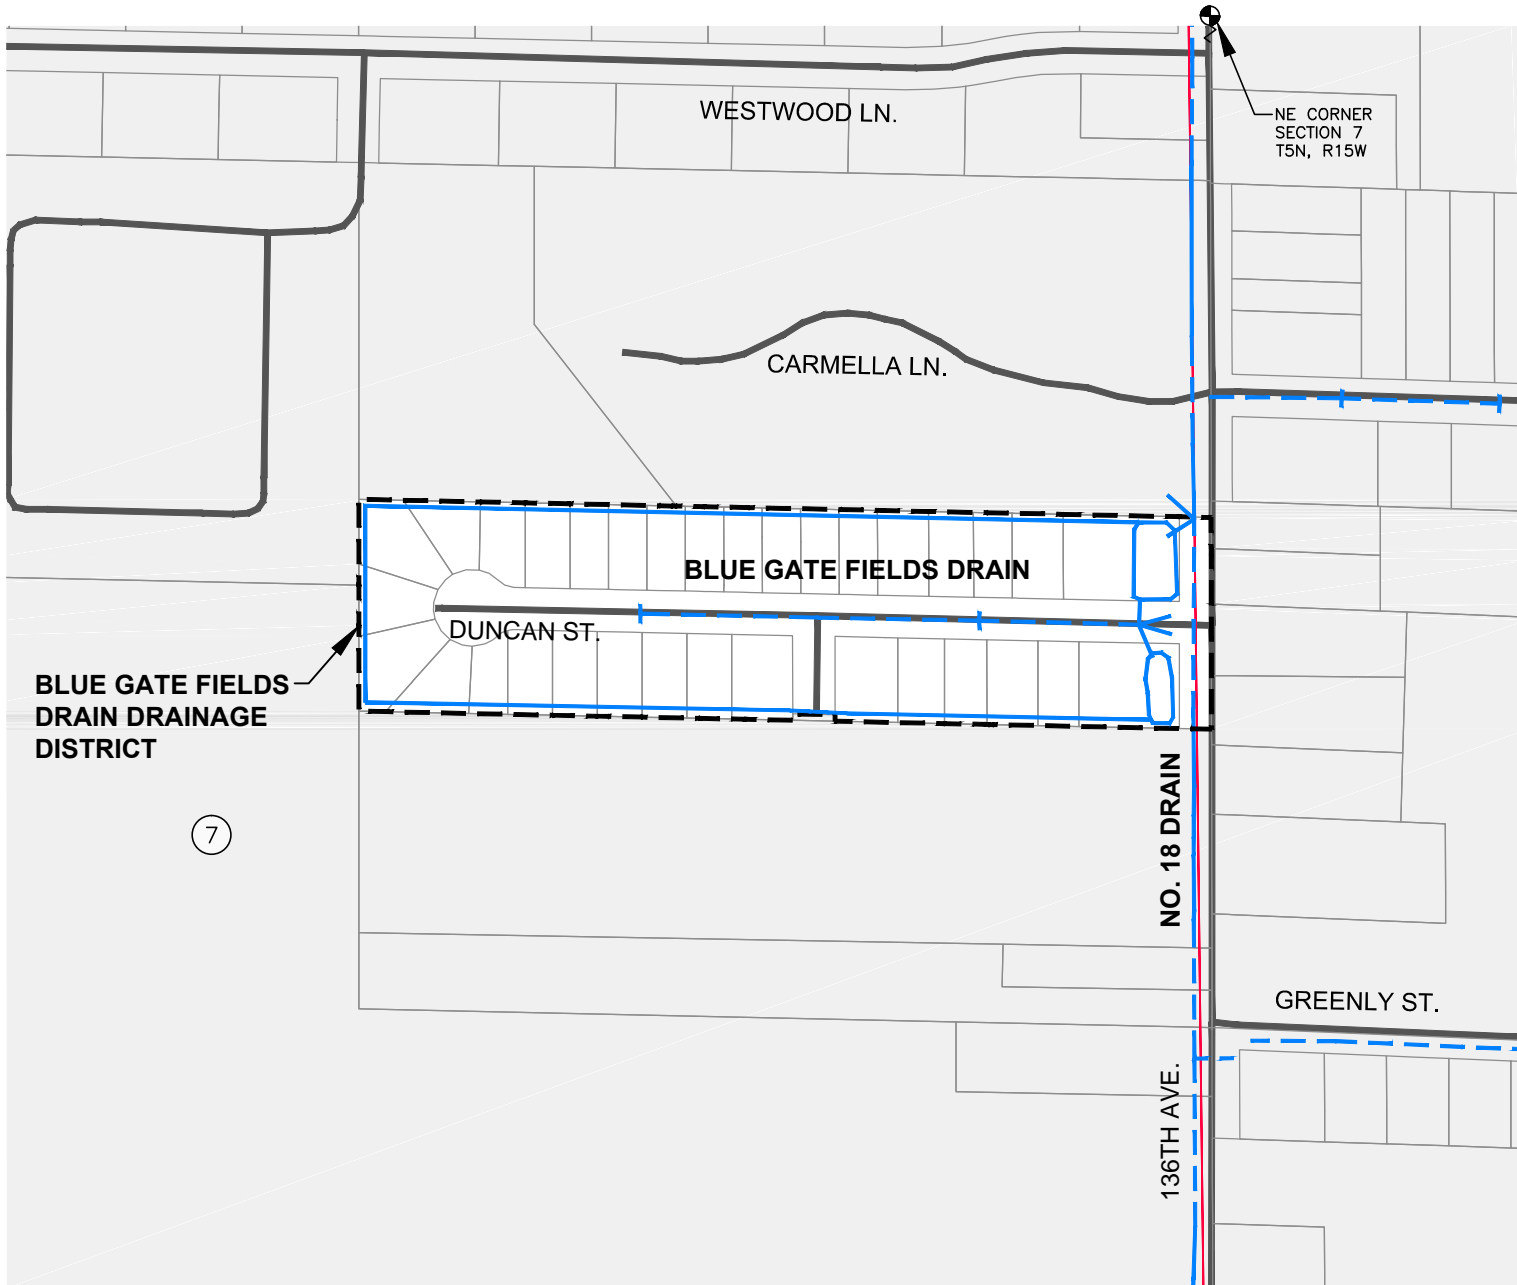 WESTWOOD LN.
NE CORNER
SECTION 7
T5N, R15W
CARMELLA LN.
BLUE GATE FIELDS DRAIN
DUNCAN ST.
BLUE GATE FIELDS
DRAIN DRAINAGE
DISTRICT
NO. 18 DRAIN
7
GREENLY ST.
136TH AVE.